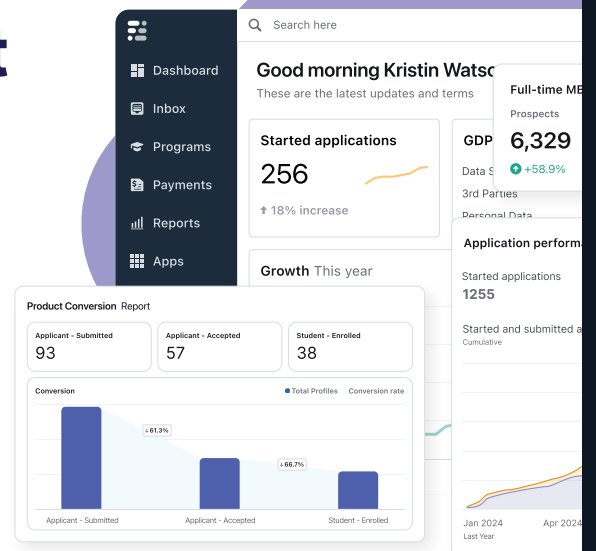 t
Search here
Dashboard
Inbox
Programs
Payments
Reports
Apps
Good morning Kristin Watso
These are the latest updates and terms
Started applications
256
18% increase
GDP
Data S
3rd Parties
Personal Data
Full-time MB
Prospects
6,329
+58.9%
Growth This year
Application performa
Started applications
1255
Started and submitted a
Cumulative
Jan 2024 Apr 2024
Last Year
Product Conversion Report
Applicant - Submitted
93
Applicant - Accepted
57
Student - Enrolled
38
Conversion
Total Profiles Conversion rate
↓61.3%
↓66.7%
Applicant - Submitted Applicant - Accepted Student - Enrolled